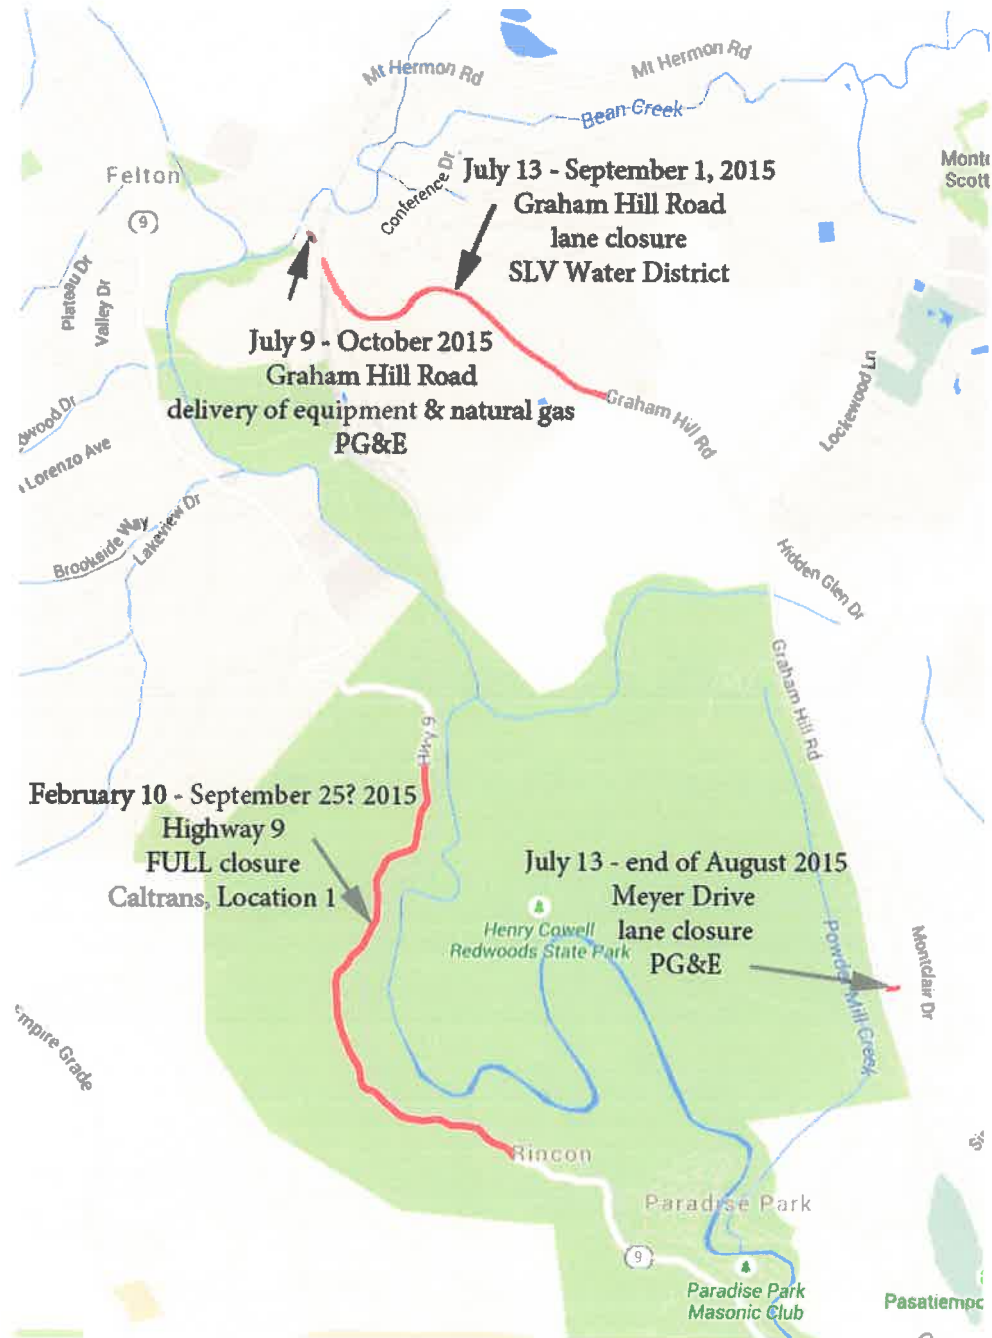 Mt Hermon Rd
Mt Hermon Rd
Bean Creek
Felton
9
Conference Dr
July 13 - September 1, 2015
Graham Hill Road
lane closure
SLV Water District
Plateau Dr
Valley Dr
July 9 - October 2015
Graham Hill Road
delivery of equipment & natural gas
PG&E
Graham Hill Rd
Lockewood Ln
Lorenzo Ave
Brookside Way
Lakeview Dr
Hidden Glen Dr
Graham Hill Rd
Hwy 9
February 10 - September 25? 2015
Highway 9
FULL closure
Caltrans, Location 1
July 13 - end of August 2015
Meyer Drive
lane closure
PG&E
Henry Cowell
Redwoods State Park
Powder Mill Creek
Montclair Dr
Empire Grade
Rincon
Paradise Park
9
Paradise Park
Masonic Club